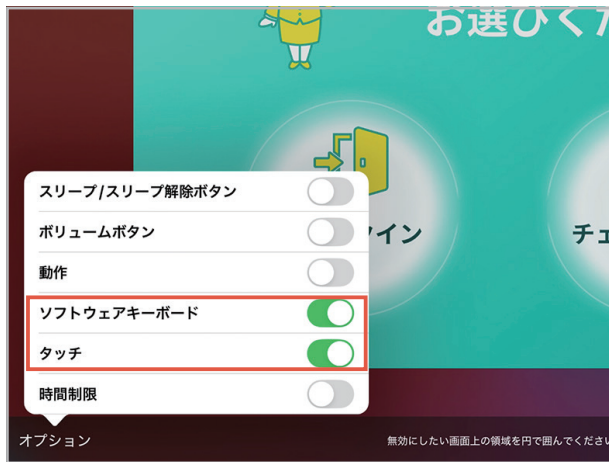 お選びくだ
スリープ/スリープ解除ボタン
ボリュームボタン
イン
チェ
動作
ソフトウェアキーボード
タッチ
時間制限
オプション
無効にしたい画面上の領域を円で囲んでください